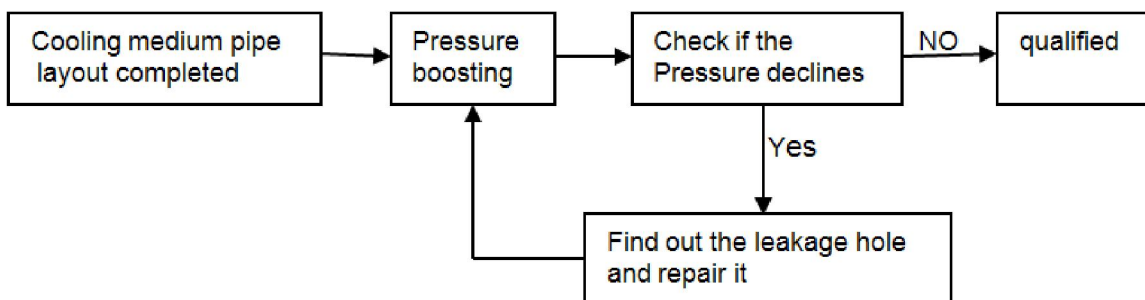 Cooling medium pipe
layout completed
Pressure
boosting
Check if the
Pressure declines
NO
qualified
Yes
Find out the leakage hole
and repair it